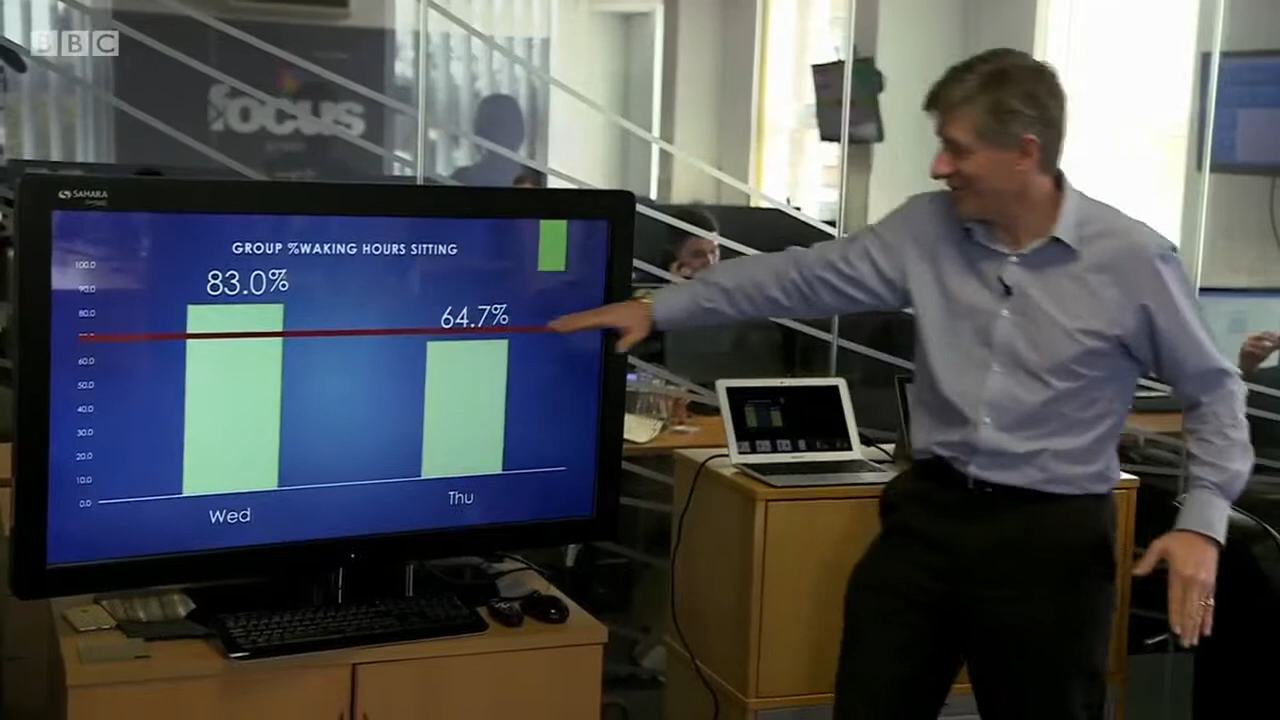 BBC
focus
SAHARA
GROUP %WAKING HOURS SITTING
100.0
90.0
80.0
60.0
50.0
40.0
30.0
20.0
10.0
0.0
83.0%
64.7%
Wed
Thu